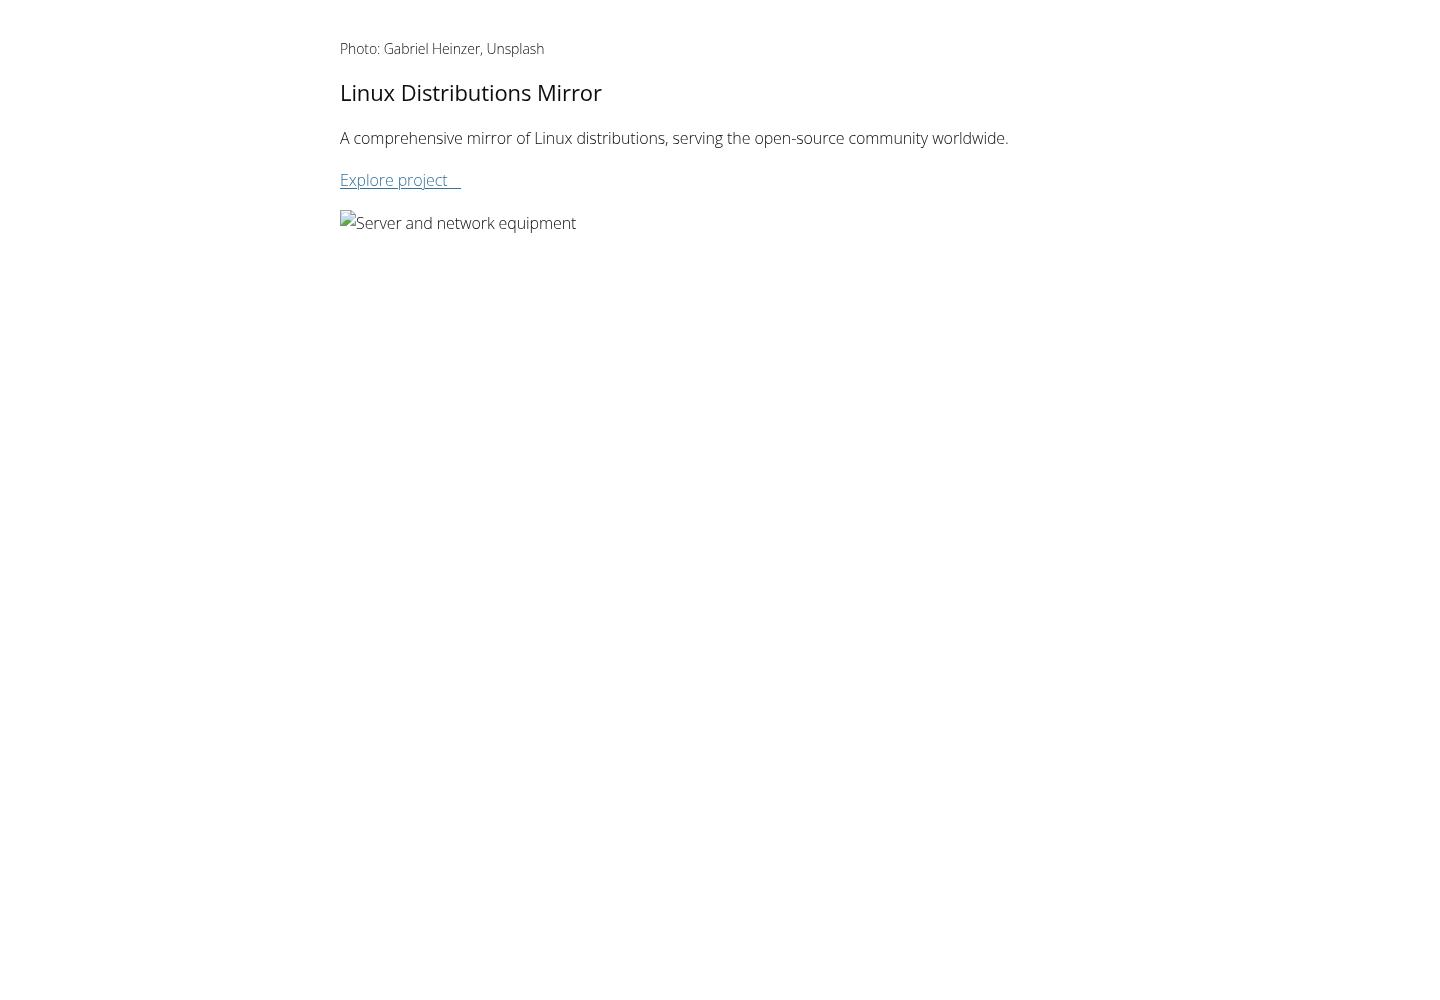 Photo: Gabriel Heinzer, Unsplash
Linux Distributions Mirror
A comprehensive mirror of Linux distributions, serving the open-source community worldwide.
Explore project
Server and network equipment